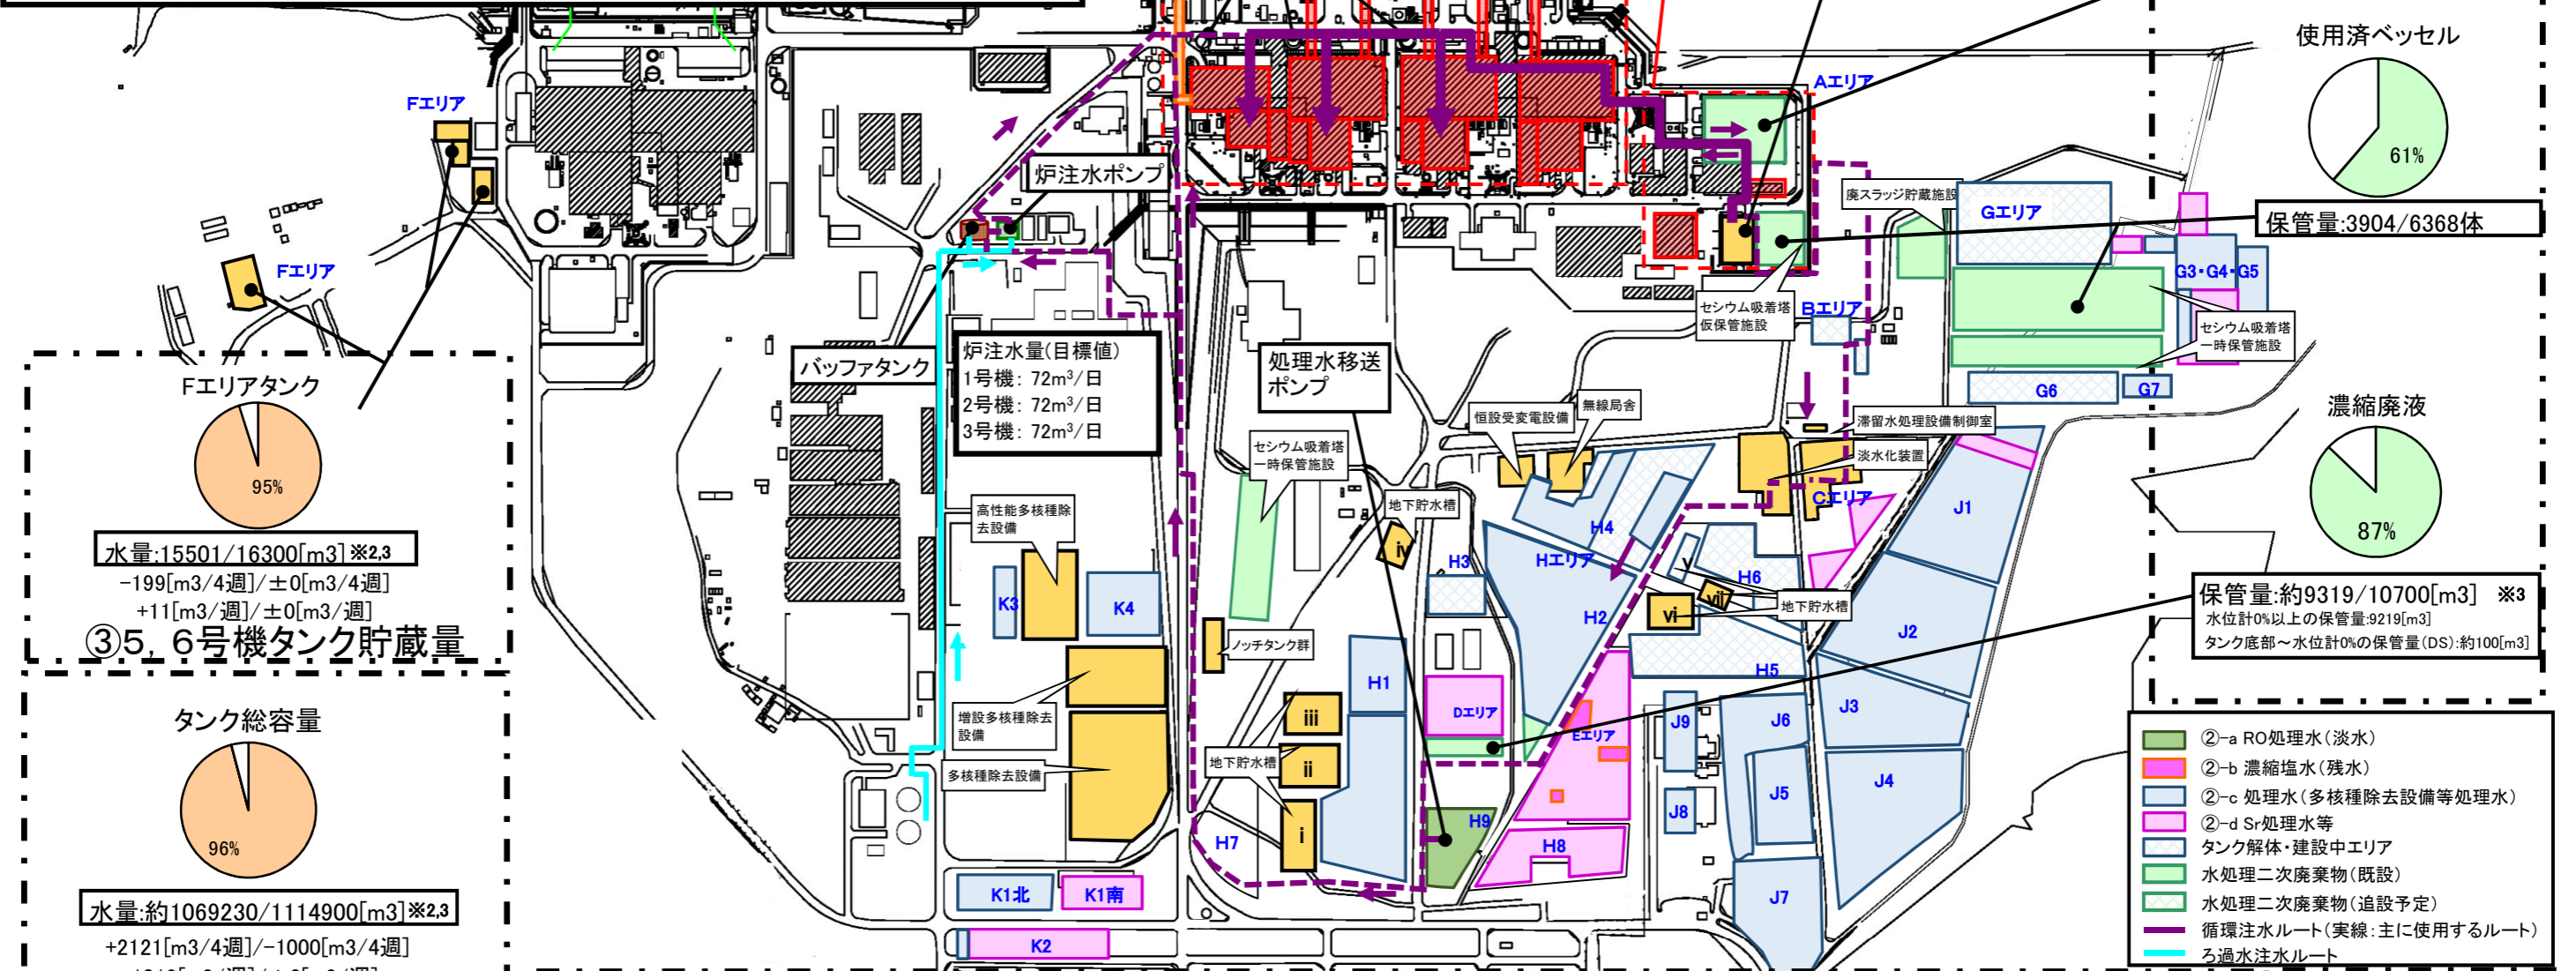 Fエリア
Fエリア
Fエリアタンク
95%
水量:15501/16300[m3]※2,3
-199[m3/4週]/±0[m3/4週]
+11[m3/週]/±0[m3/週]
③5，6号機タンク貯蔵量
タンク総容量
96%
水量:約1069230/1114900[m3]※2,3
+2121[m3/4週]/-1000[m3/4週]
炉注水ポンプ
バッファタンク
炉注水量(目標値)
1号機: 72m³/日
2号機: 72m³/日
3号機: 72m³/日
処理水移送
ポンプ
セシウム吸着塔
一時保管施設
高性能多核種除
去設備
K3
K4
増設多核種除去
設備
多核種除去設備
K1北
K1南
K2
ノッチタンク群
地下貯水槽
iii
ii
i
H7
H1
地下貯水槽
iv
H3
Dエリア
H9
H8
Eエリア
恒設受変電設備
無線局舎
H4
Hエリア
H2
v
H6
vi
vii
地下貯水槽
H5
Aエリア
セシウム吸着塔
仮保管施設
Bエリア
廃スラッジ貯蔵施設
Gエリア
G3・G4・G5
セシウム吸着塔
一時保管施設
G6
G7
滞留水処理設備制御室
淡水化装置
Cエリア
J1
J2
J3
J4
J5
J6
J7
J8
J9
使用済ベッセル
61%
保管量:3904/6368体
濃縮廃液
87%
保管量:約9319/10700[m3] ※3
水位計0%以上の保管量:9219[m3]
タンク底部～水位計0%の保管量(DS):約100[m3]
②-a RO処理水(淡水)
②-b 濃縮塩水(残水)
②-c 処理水(多核種除去設備等処理水)
②-d Sr処理水等
タンク解体・建設中エリア
水処理二次廃棄物(既設)
水処理二次廃棄物(追設予定)
循環注水ルート(実線:主に使用するルート)
ろ過水注水ルート